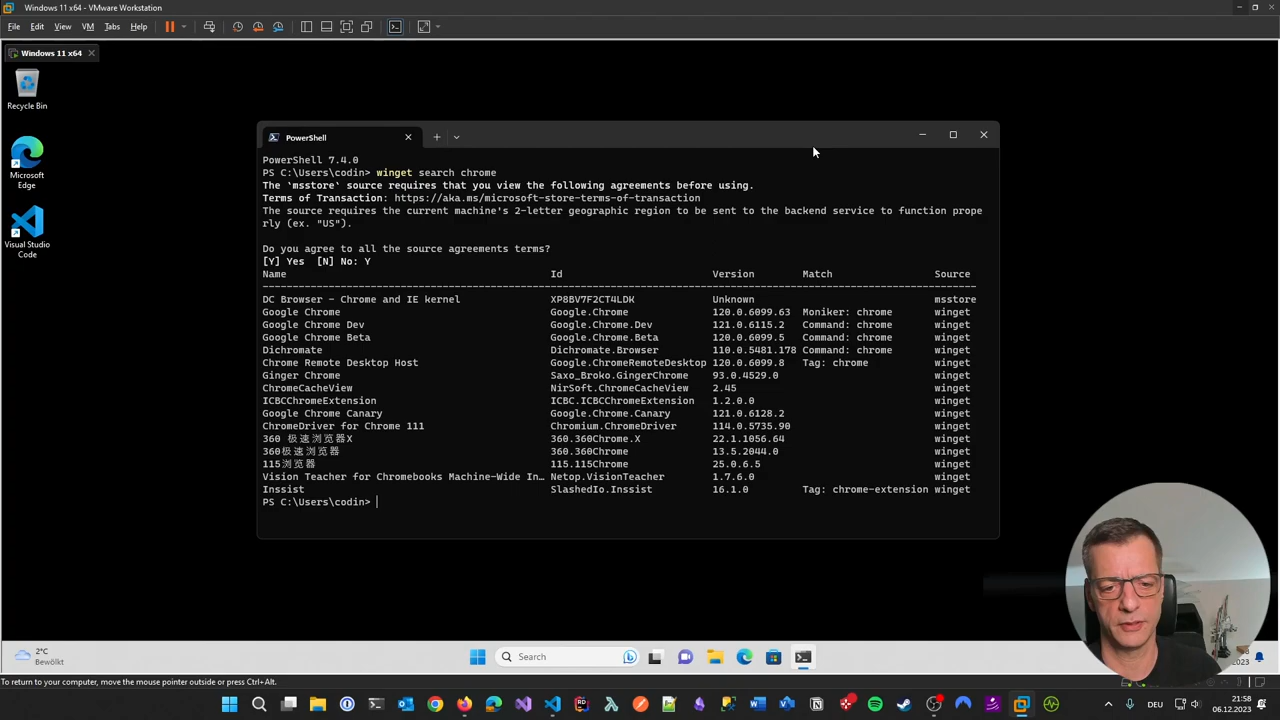 Windows 11 x64 - VMware Workstation
File Edit View VM Tabs Help
Windows 11 x64
Recycle Bin
Microsoft
Edge
Visual Studio
Code
PowerShell
PowerShell 7.4.0
PS C:\Users\codin> winget search chrome
The `msstore` source requires that you view the following agreements before using.
Terms of Transaction: https://aka.ms/microsoft-store-terms-of-transaction
The source requires the current machine's 2-letter geographic region to be sent to the backend service to function prope
rly (ex. "US").
Do you agree to all the source agreements terms?
[Y] Yes [N] No: Y
Name Id Version Match Source
DC Browser - Chrome and IE kernel XP8BV7F2CT4LDK Unknown msstore
Google Chrome Google.Chrome 120.0.6099.63 Moniker: chrome winget
Google Chrome Dev Google.Chrome.Dev 121.0.6115.2 Command: chrome winget
Google Chrome Beta Google.Chrome.Beta 120.0.6099.5 Command: chrome winget
Dichromate Dichromate.Browser 110.0.5481.178 Command: chrome winget
Chrome Remote Desktop Host Google.ChromeRemoteDesktop 120.0.6099.8 Tag: chrome winget
Ginger Chrome Saxo_Broko.GingerChrome 93.0.4529.0 winget
ChromeCacheView NirSoft.ChromeCacheView 2.45 winget
ICBCChromeExtension ICBC.ICBCChromeExtension 1.2.0.0 winget
Google Chrome Canary Google.Chrome.Canary 121.0.6128.2 winget
ChromeDriver for Chrome 111 Chromium.ChromeDriver 114.0.5735.90 winget
360 极速浏览器X 360.360Chrome.X 22.1.1056.64 winget
360极速浏览器 360.360Chrome 13.5.2044.0 winget
115浏览器 115.115Chrome 25.0.6.5 winget
Vision Teacher for Chromebooks Machine-Wide In… Netop.VisionTeacher 1.7.6.0 winget
Inssist SlashedIo.Inssist 16.1.0 Tag: chrome-extension winget
PS C:\Users\codin>
2°C
Bewölkt
Search
2023
To return to your computer, move the mouse pointer outside or press Ctrl+Alt.
DEU
21:58
06.12.2023